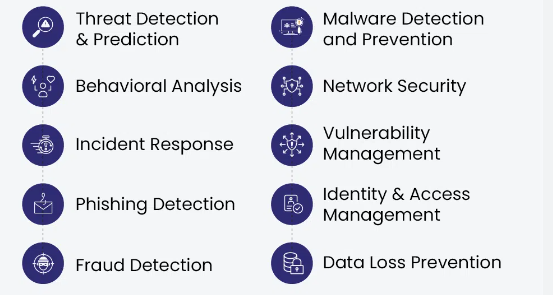 Threat Detection
& Prediction
Behavioral Analysis
Incident Response
Phishing Detection
Fraud Detection
Malware Detection
and Prevention
Network Security
Vulnerability
Management
Identity & Access
Management
Data Loss Prevention